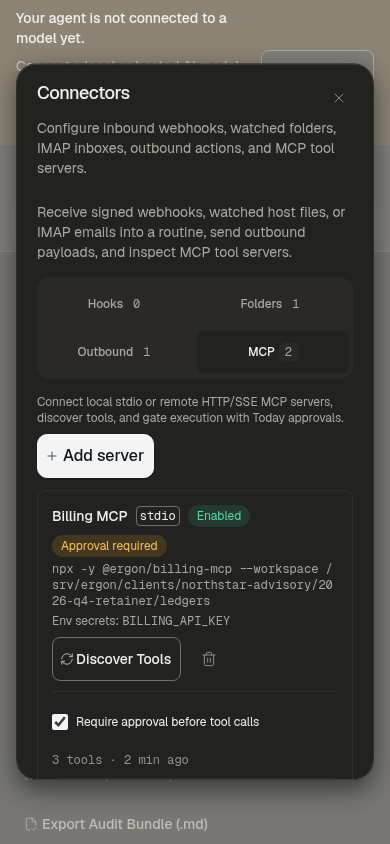 Your agent is not connected to a
model yet.
Connectors
Configure inbound webhooks, watched folders,
IMAP inboxes, outbound actions, and MCP tool
servers.
Receive signed webhooks, watched host files, or
IMAP emails into a routine, send outbound
payloads, and inspect MCP tool servers.
Hooks 0
Folders 1
Outbound 1
MCP 2
Connect local stdio or remote HTTP/SSE MCP servers,
discover tools, and gate execution with Today approvals.
+ Add server
Billing MCP stdio Enabled
Approval required
npx -y @ergon/billing-mcp --workspace /
srv/ergon/clients/northstar-advisory/20
26-q4-retainer/ledgers
Env secrets: BILLING_API_KEY
Discover Tools
Require approval before tool calls
3 tools · 2 min ago
Export Audit Bundle (.md)